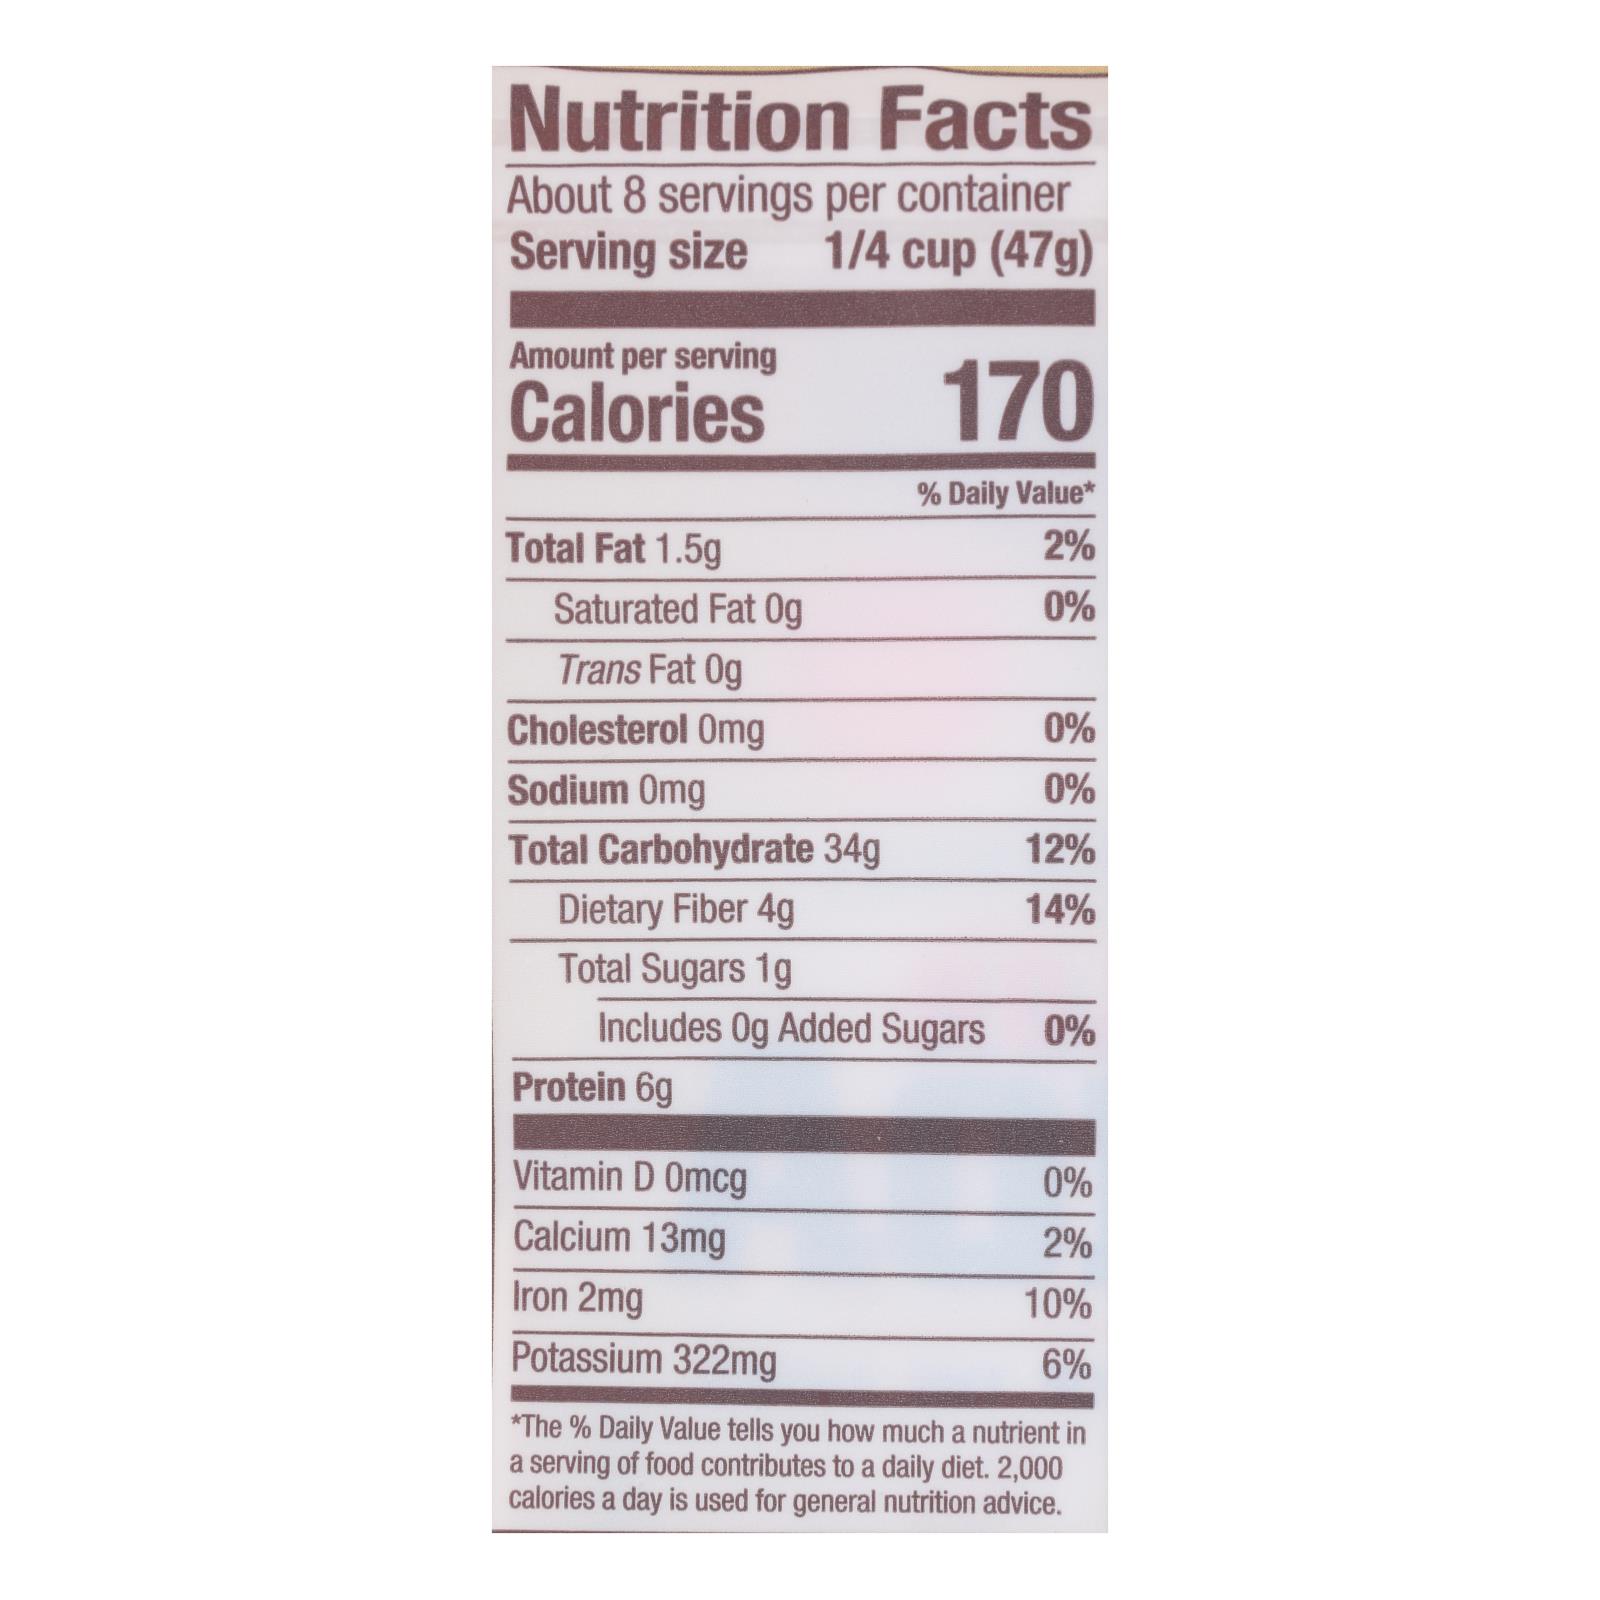 Nutrition Facts
About 8 servings per container
Serving size 1/4 cup (47g)
Amount per serving
Calories 170
% Daily Value*
Total Fat 1.5g 2%
Saturated Fat 0g 0%
Trans Fat 0g
Cholesterol 0mg 0%
Sodium 0mg 0%
Total Carbohydrate 34g 12%
Dietary Fiber 4g 14%
Total Sugars 1g
Includes 0g Added Sugars 0%
Protein 6g
Vitamin D 0mcg 0%
Calcium 13mg 2%
Iron 2mg 10%
Potassium 322mg 6%
*The % Daily Value tells you how much a nutrient in
a serving of food contributes to a daily diet. 2,000
calories a day is used for general nutrition advice.